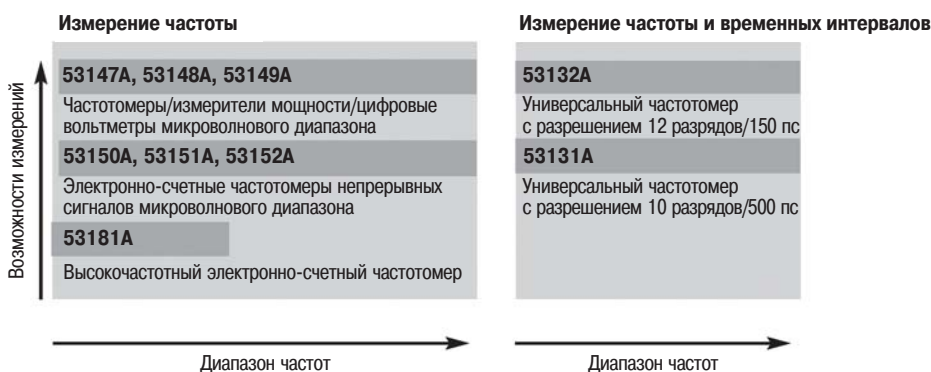 Измерение частоты
Возможности измерений
53147A, 53148A, 53149A
Частотомеры/измерители мощности/цифровые
вольтметры микроволнового диапазона
53150A, 53151A, 53152A
Электронно-счетные частотомеры непрерывных
сигналов микроволнового диапазона
53181A
Высокочастотный электронно-счетный частотомер
Диапазон частот
Измерение частоты и временных интервалов
53132A
Универсальный частотомер
с разрешением 12 разрядов/150 пс
53131A
Универсальный частотомер
с разрешением 10 разрядов/500 пс
Диапазон частот